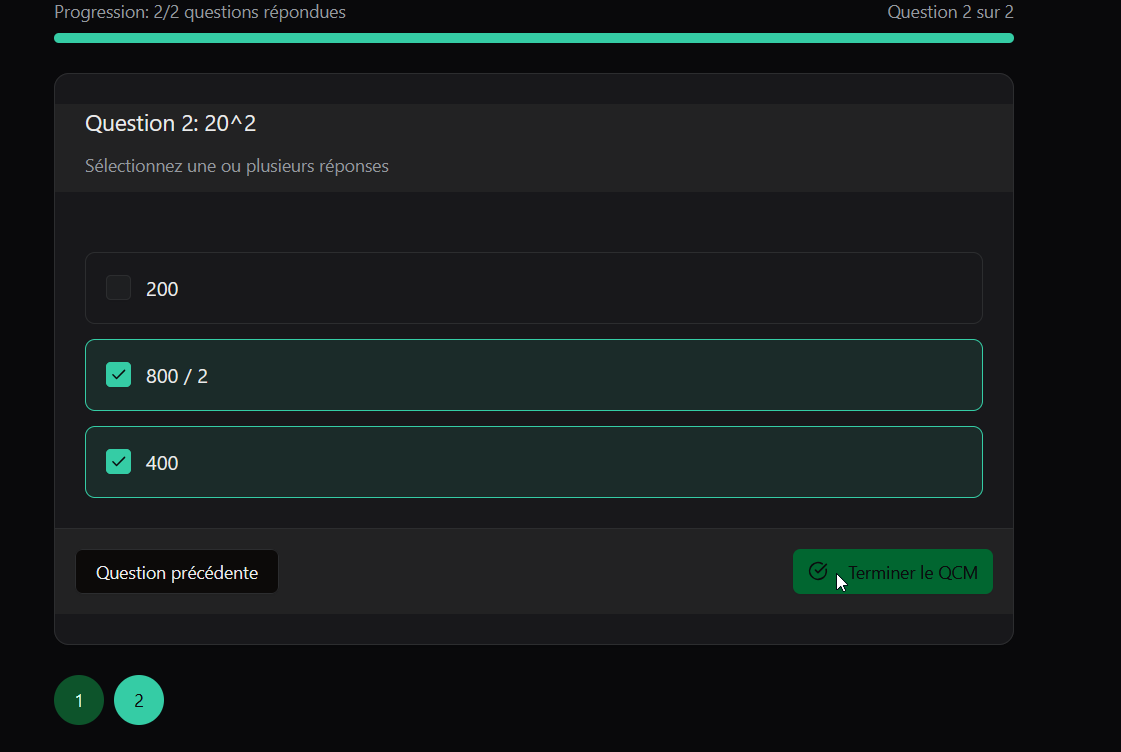 Progression: 2/2 questions répondues
Question 2 sur 2
Question 2: 20^2
Sélectionnez une ou plusieurs réponses
200
800 / 2
400
Question précédente
Terminer le QCM
1
2